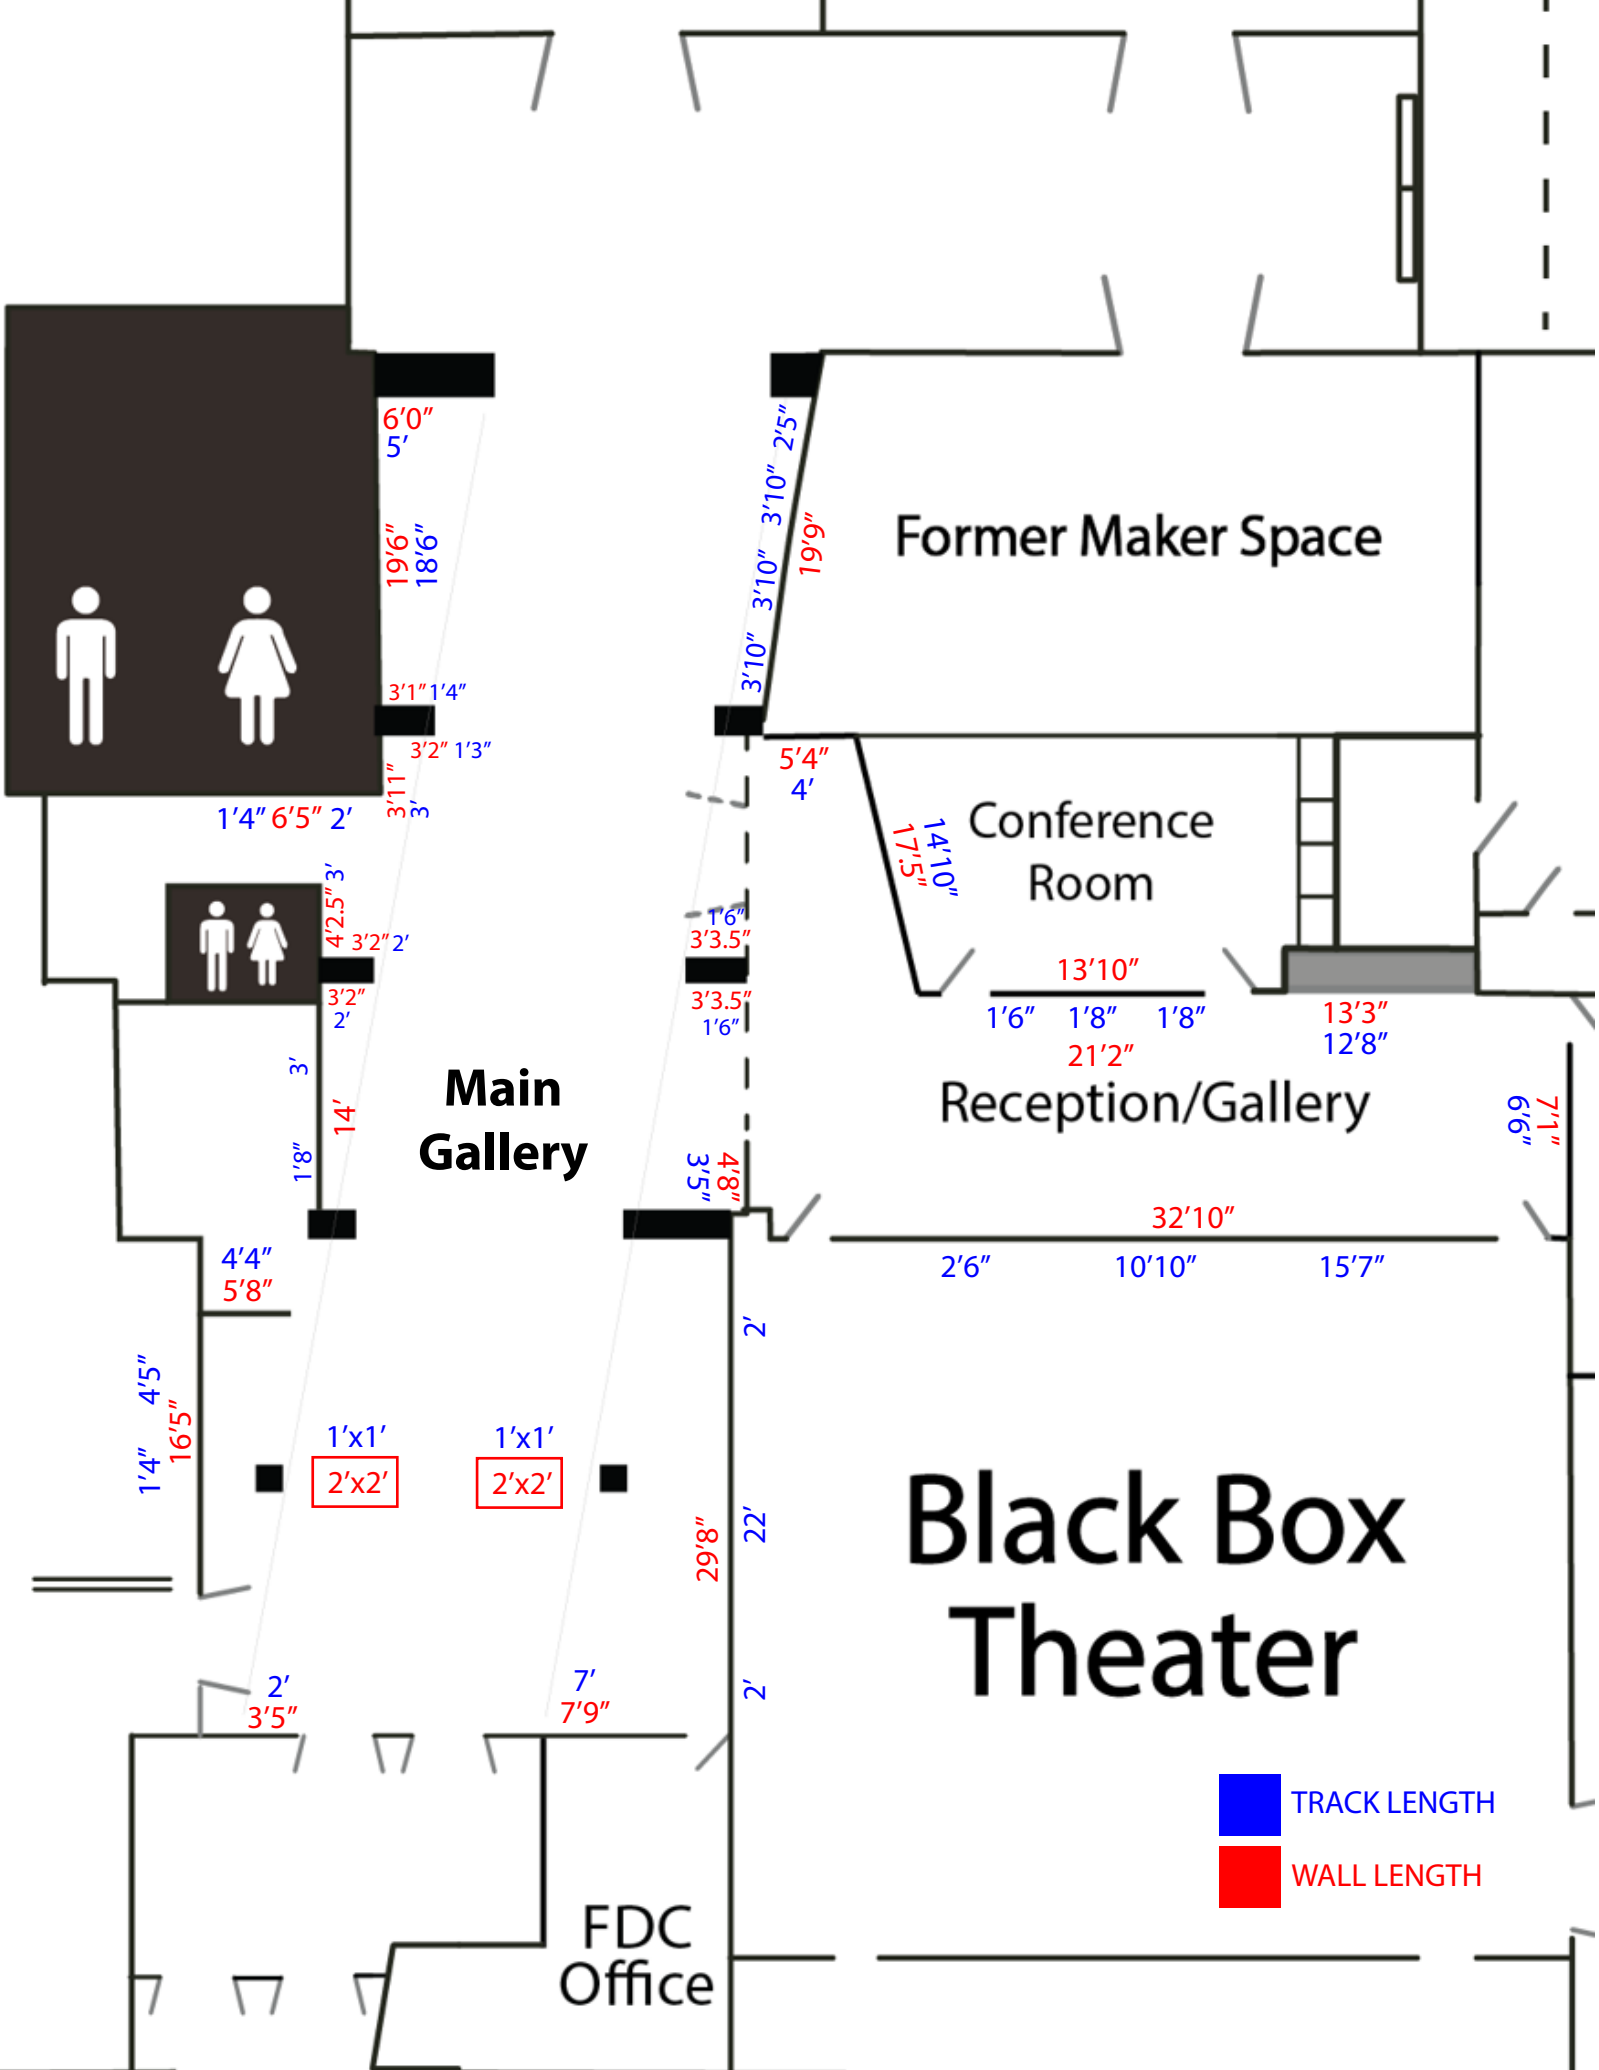 6’0”
5’
2’5”
3’10”
3’10”
3’10”
19’9”
19’6”
18’6”
Former Maker Space
3’1” 1’4”
3’2” 1’3”
3’11”
3’
5’4”
4’
1’4” 6’5” 2’
Conference
Room
14’10”
17’.5”
3’
4’2.5”
3’2” 2’
1’6”
3’3.5”
3’3.5”
1’6”
3’2”
2’
13’10”
1’6” 1’8” 1’8”
21’2”
13’3”
12’8”
Reception/Gallery
7’1”
6’6”
3’
14’
1’8”
Main
Gallery
4’8”
3’5”
32’10”
2’6” 10’10” 15’7”
4’4”
5’8”
2’
4’5”
1’4”
16’5”
1’x1’
2’x2’
1’x1’
2’x2’
29’8”
22’
2’
Black Box
Theater
2’
3’5”
7’
7’9”
TRACK LENGTH
WALL LENGTH
FDC
Office